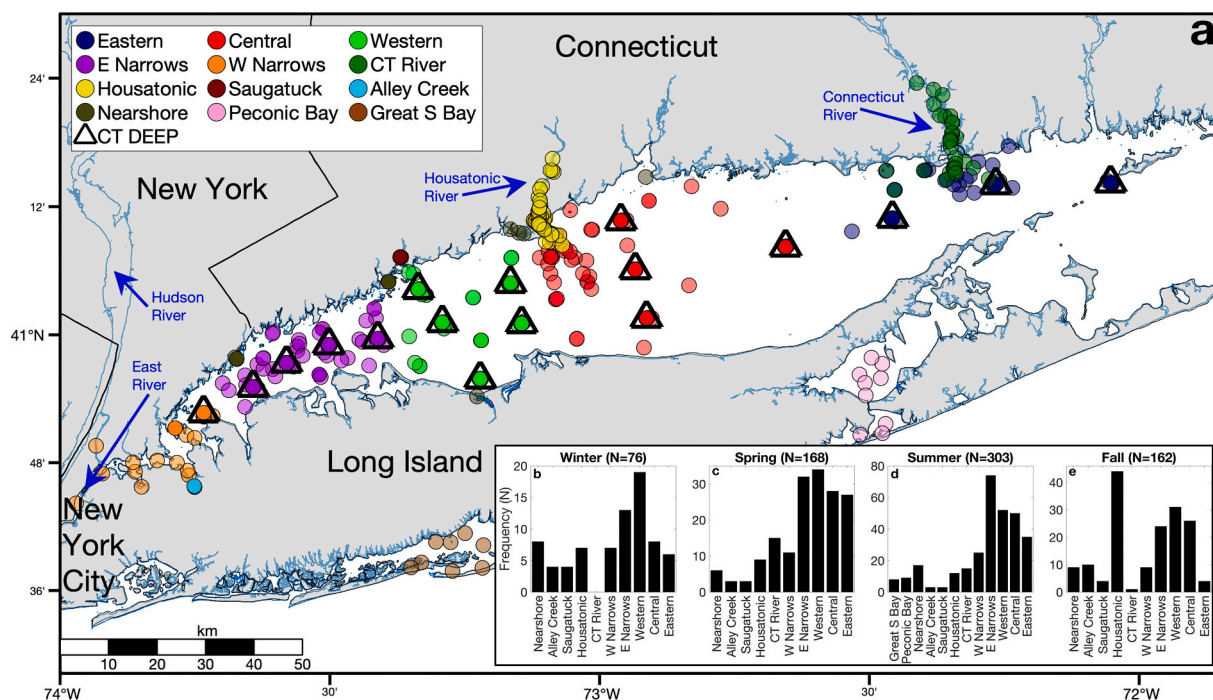 a
Eastern
Central
Western
E Narrows
W Narrows
CT River
Housatonic
Saugatuck
Alley Creek
Nearshore
Peconic Bay
Great S Bay
CT DEEP
Connecticut
24'
Connecticut
River
Housatonic
River
New York
12'
Hudson
River
41°N
East
River
48'
Long Island
New
York
City
36'
km
10 20 30 40 50
74°W
30'
73°W
30'
72°W
Winter (N=76)
b
Frequency (N)
20
15
10
5
0
Nearshore
Alley Creek
Saugatuck
Housatonic
CT River
W Narrows
E Narrows
Western
Central
Eastern
Spring (N=168)
c
30
20
10
0
Nearshore
Alley Creek
Saugatuck
Housatonic
CT River
W Narrows
E Narrows
Western
Central
Eastern
Summer (N=303)
d
80
60
40
20
0
Great S Bay
Peconic Bay
Nearshore
Alley Creek
Saugatuck
Housatonic
CT River
W Narrows
E Narrows
Western
Central
Eastern
Fall (N=162)
e
40
30
20
10
0
Nearshore
Alley Creek
Saugatuck
Housatonic
CT River
W Narrows
E Narrows
Western
Central
Eastern